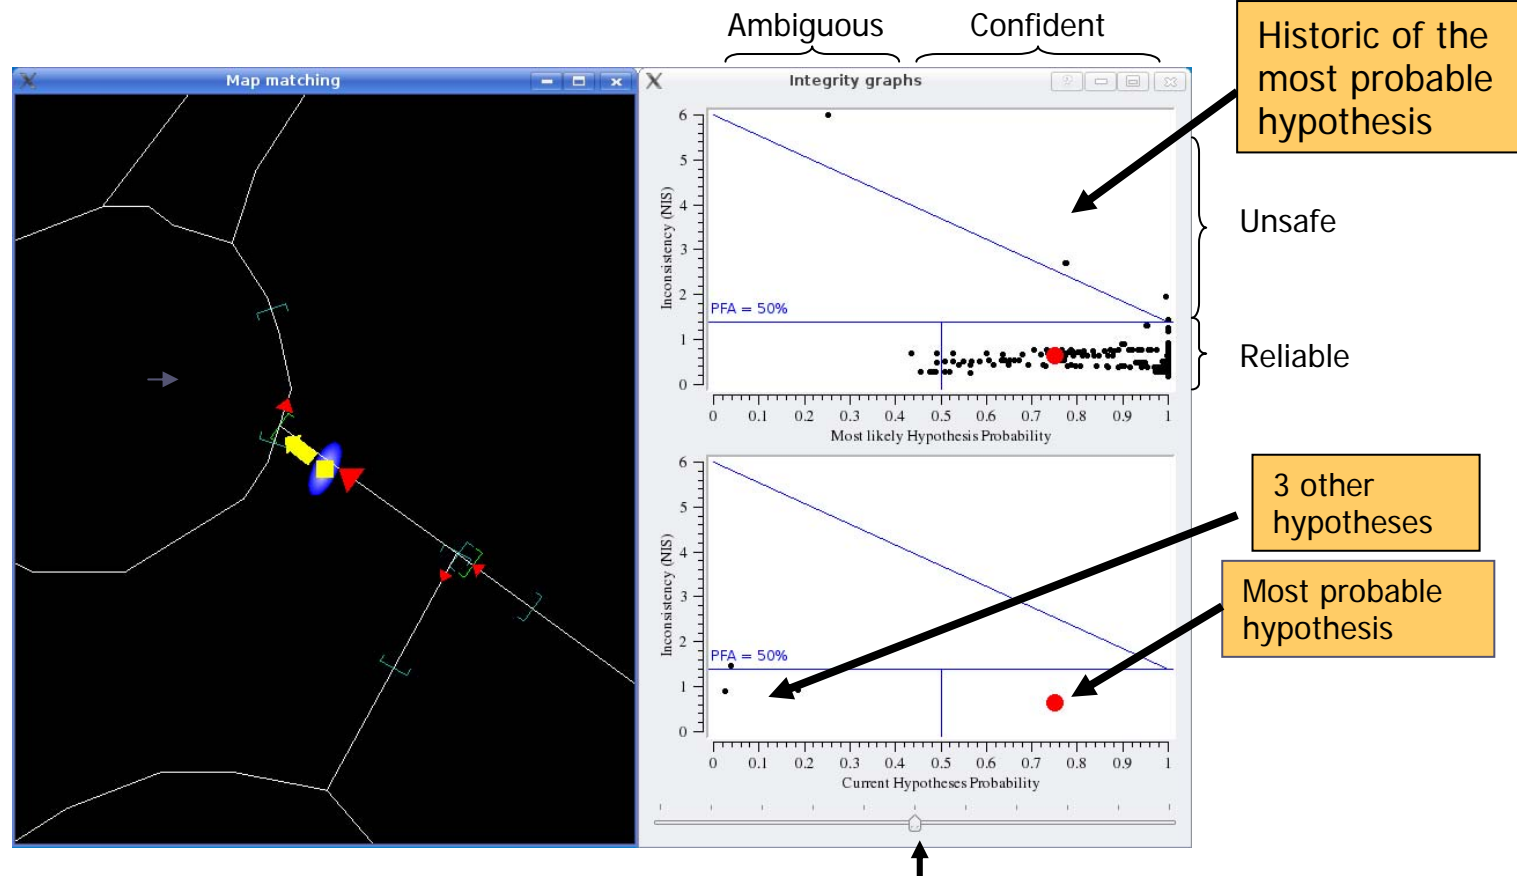 Ambiguous
Confident
Historic of the
most probable
hypothesis
Map matching
Integrity graphs
6
5
4
3
2
1
0
Inconsistency (NIS)
PFA = 50%
0 0.1 0.2 0.3 0.4 0.5 0.6 0.7 0.8 0.9 1
Most likely Hypothesis Probability
Unsafe
Reliable
6
5
4
3
2
1
0
Inconsistency (NIS)
PFA = 50%
0 0.1 0.2 0.3 0.4 0.5 0.6 0.7 0.8 0.9 1
Current Hypotheses Probability
3 other
hypotheses
Most probable
hypothesis